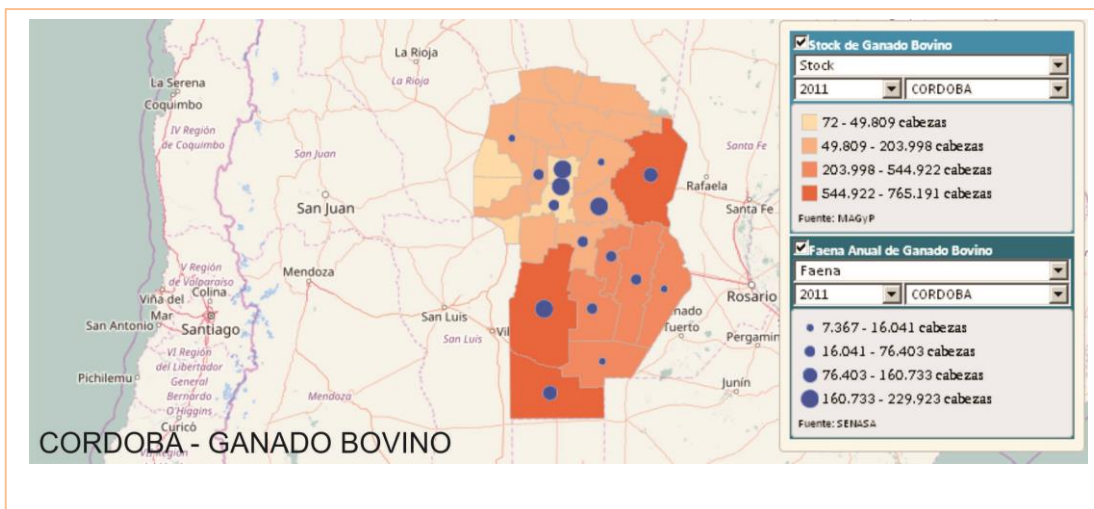 La Rioja
La Rioja
La Serena
Coquimbo
IV Región
de Coquimbo
San Juan
San Juan
Santa Fe
Rafaela
Santa Fe
V Región
de Valparaíso
Viña del
Mar
Colina
San Antonio
Santiago
Mendoza
San Luis
San Luis
Vil
Rosario
nado
Tuerto
Pergamin
VI Región
del Libertador
General
Bernardo
O'Higgins
Pichilemu
Mendoza
Junín
Curicó
CORDOBA - GANADO BOVINO
Stock de Ganado Bovino
Stock
2011 CORDOBA
72 - 49.809 cabezas
49.809 - 203.998 cabezas
203.998 - 544.922 cabezas
544.922 - 765.191 cabezas
Fuente: MAGyP
Faena Anual de Ganado Bovino
Faena
2011 CORDOBA
7.367 - 16.041 cabezas
16.041 - 76.403 cabezas
76.403 - 160.733 cabezas
160.733 - 229.923 cabezas
Fuente: SENASA